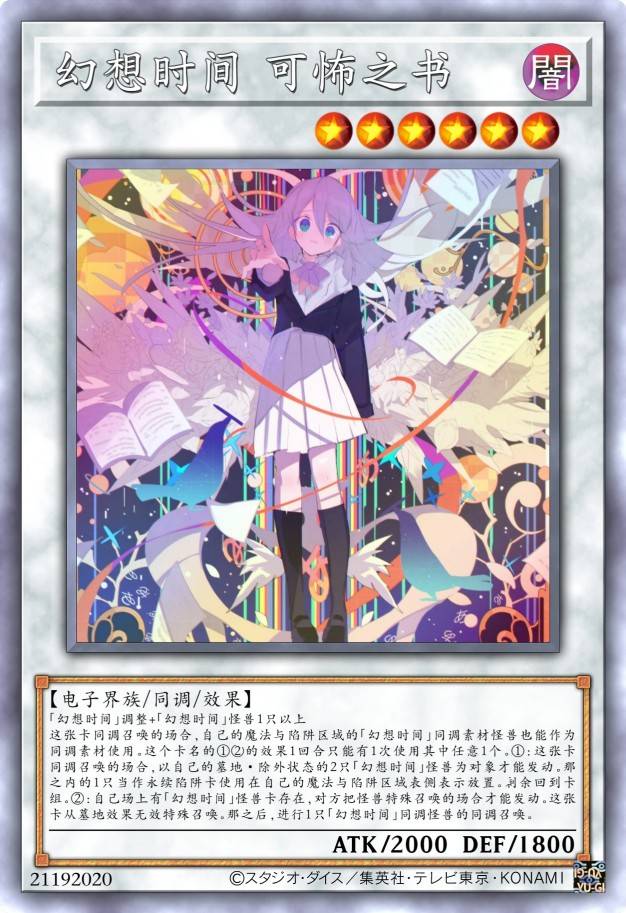 幻想时间 可怖之书
闇
【电子界族/同调/效果】
「幻想时间」调整+「幻想时间」怪兽1只以上
这张卡同调召唤的场合，自己的魔法与陷阱区域的「幻想时间」同调素材怪兽也能作为
同调素材使用。这个卡名的①②的效果1回合只能有1次使用其中任意1个。①：这张卡
同调召唤的场合，以自己的墓地・除外状态的2只「幻想时间」怪兽为对象才能发动。那
之内的1只当作永续陷阱卡使用在自己的魔法与陷阱区域表侧表示放置。剩余回到卡
组。②：自己场上有「幻想时间」怪兽卡存在，对方把怪兽特殊召唤的场合才能发动。这张
卡从墓地效果无效特殊召唤。那之后，进行1只「幻想时间」同调怪兽的同调召唤。
ATK/2000 DEF/1800
21192020 ©スタジオ・ダイス／集英社・テレビ東京・KONAMI